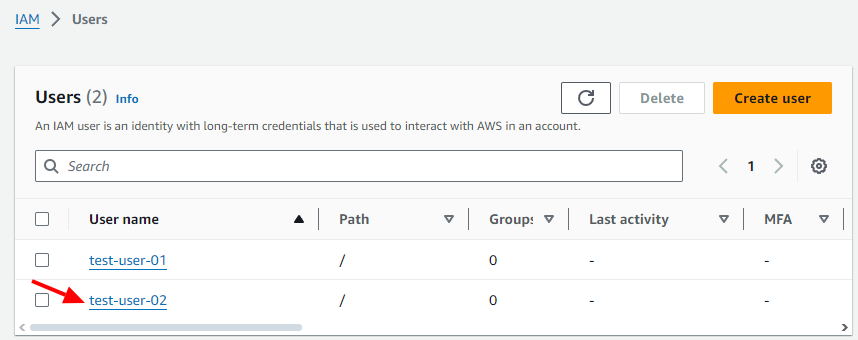 IAM > Users
Users (2) Info
Delete
Create user
An IAM user is an identity with long-term credentials that is used to interact with AWS in an account.
Search
1
User name Path Groups Last activity MFA
test-user-01 / 0 - -
test-user-02 / 0 - -